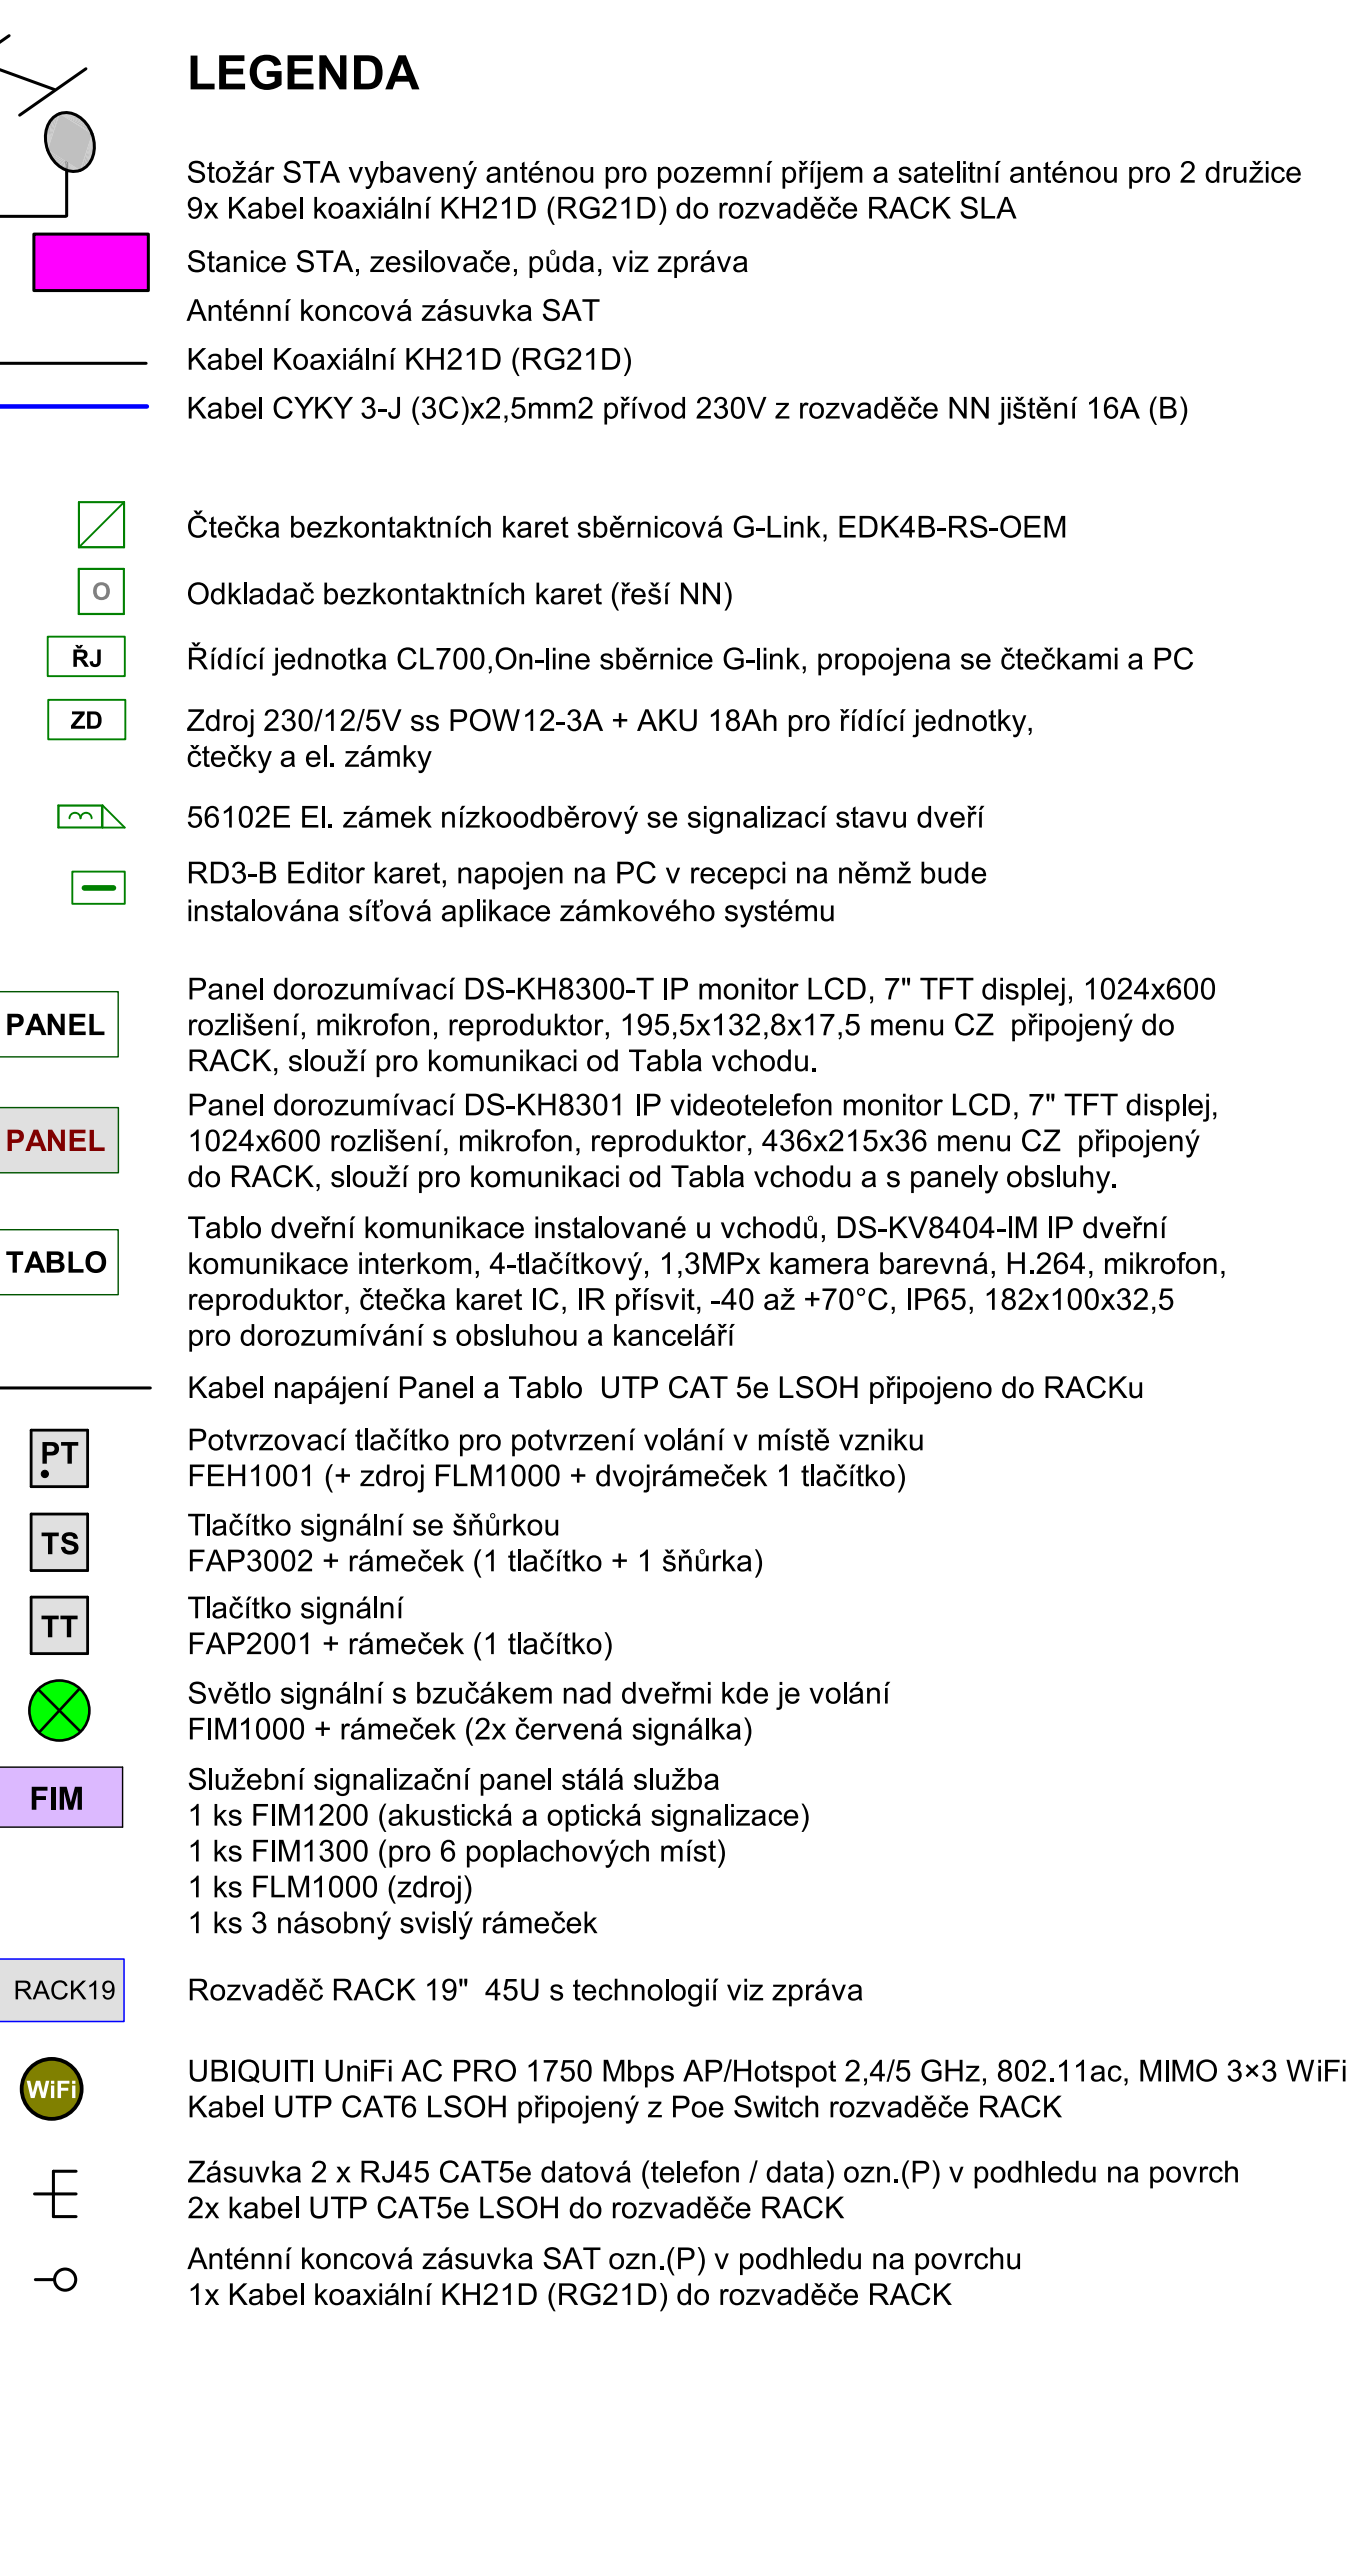 LEGENDA
Stožár STA vybavený anténou pro pozemní příjem a satelitní anténou pro 2 družice
9x Kabel koaxiální KH21D (RG21D) do rozvaděče RACK SLA
Stanice STA, zesilovače, půda, viz zpráva
Anténní koncová zásuvka SAT
Kabel Koaxiální KH21D (RG21D)
Kabel CYKY 3-J (3C)x2,5mm2 přívod 230V z rozvaděče NN jištění 16A (B)
Čtečka bezkontaktních karet sběrnicová G-Link, EDK4B-RS-OEM
O
Odkladač bezkontaktních karet (řeší NN)
ŘJ
Řídící jednotka CL700,On-line sběrnice G-link, propojena se čtečkami a PC
ZD
Zdroj 230/12/5V ss POW12-3A + AKU 18Ah pro řídící jednotky,
čtečky a el. zámky
56102E El. zámek nízkoodběrový se signalizací stavu dveří
RD3-B Editor karet, napojen na PC v recepci na němž bude
instalována síťová aplikace zámkového systému
PANEL
Panel dorozumívací DS-KH8300-T IP monitor LCD, 7" TFT displej, 1024x600
rozlišení, mikrofon, reproduktor, 195,5x132,8x17,5 menu CZ  připojený do
RACK, slouží pro komunikaci od Tabla vchodu.
PANEL
Panel dorozumívací DS-KH8301 IP videotelefon monitor LCD, 7" TFT displej,
1024x600 rozlišení, mikrofon, reproduktor, 436x215x36 menu CZ  připojený
do RACK, slouží pro komunikaci od Tabla vchodu a s panely obsluhy.
TABLO
Tablo dveřní komunikace instalované u vchodů, DS-KV8404-IM IP dveřní
komunikace interkom, 4-tlačítkový, 1,3MPx kamera barevná, H.264, mikrofon,
reproduktor, čtečka karet IC, IR přísvit, -40 až +70°C, IP65, 182x100x32,5
pro dorozumívání s obsluhou a kanceláří
Kabel napájení Panel a Tablo  UTP CAT 5e LSOH připojeno do RACKu
PT
Potvrzovací tlačítko pro potvrzení volání v místě vzniku
FEH1001 (+ zdroj FLM1000 + dvojrámeček 1 tlačítko)
TS
Tlačítko signální se šňůrkou
FAP3002 + rámeček (1 tlačítko + 1 šňůrka)
TT
Tlačítko signální
FAP2001 + rámeček (1 tlačítko)
Světlo signální s bzučákem nad dveřmi kde je volání
FIM1000 + rámeček (2x červená signálka)
FIM
Služební signalizační panel stálá služba
1 ks FIM1200 (akustická a optická signalizace)
1 ks FIM1300 (pro 6 poplachových míst)
1 ks FLM1000 (zdroj)
1 ks 3 násobný svislý rámeček
RACK19
Rozvaděč RACK 19"  45U s technologií viz zpráva
WiFi
UBIQUITI UniFi AC PRO 1750 Mbps AP/Hotspot 2,4/5 GHz, 802.11ac, MIMO 3×3 WiFi
Kabel UTP CAT6 LSOH připojený z Poe Switch rozvaděče RACK
Zásuvka 2 x RJ45 CAT5e datová (telefon / data) ozn.(P) v podhledu na povrch
2x kabel UTP CAT5e LSOH do rozvaděče RACK
Anténní koncová zásuvka SAT ozn.(P) v podhledu na povrchu
1x Kabel koaxiální KH21D (RG21D) do rozvaděče RACK